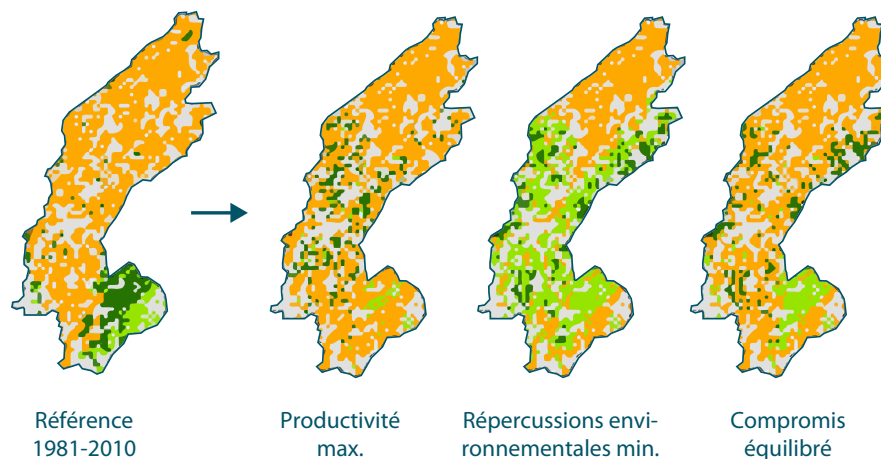 Référence
1981-2010
Productivité
max.
Répercussions envi-
ronnementales min.
Compromis
équilibré